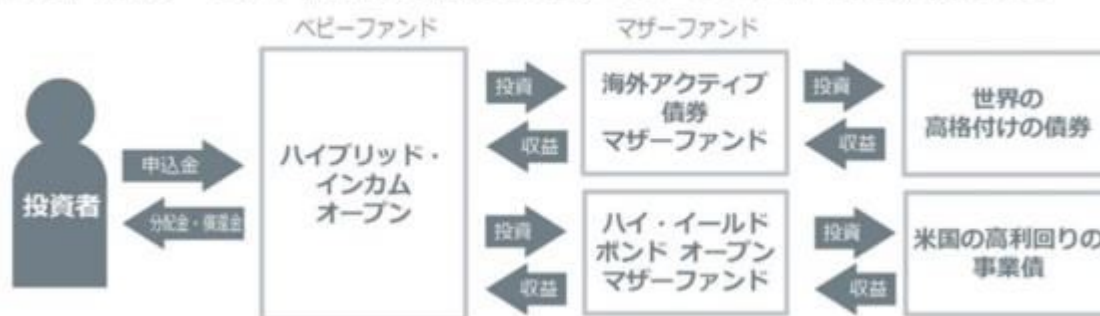 ベビーファンド
マザーファンド
投資者
申込金
分配金・償還金
ハイブリッド・
インカム
オープン
投資
収益
海外アクティブ
債券
マザーファンド
投資
収益
世界の
高格付けの債券
投資
収益
ハイ・イールド
ボンド オープン
マザーファンド
投資
収益
米国の高利回りの
事業債